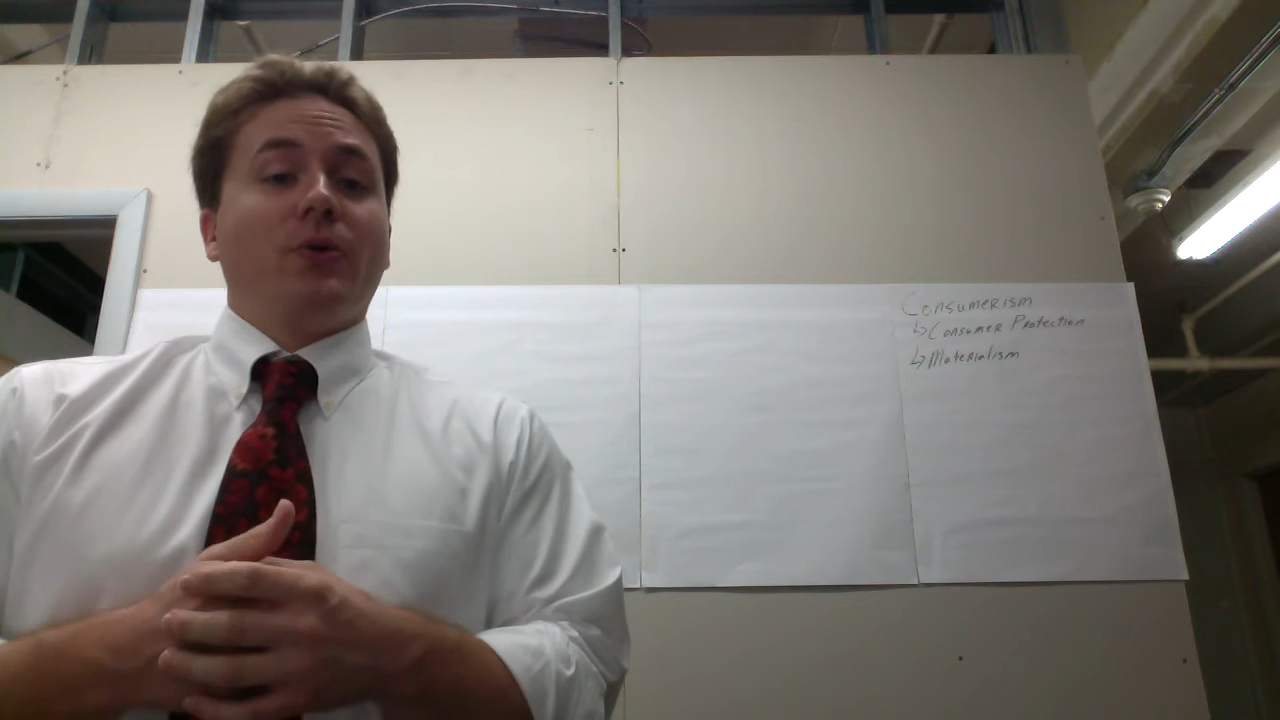 Consumerism
↳ Consumer Protection
↳ Materialism